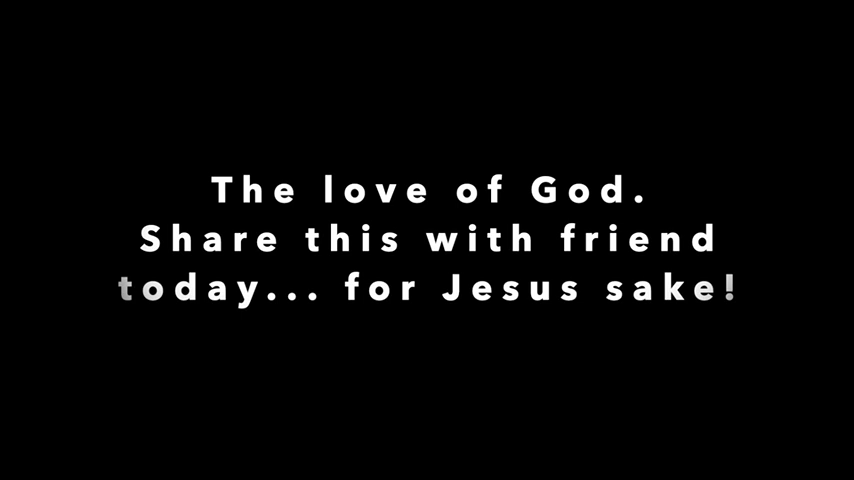 The love of God.
Share this with friend
today... for Jesus sake!